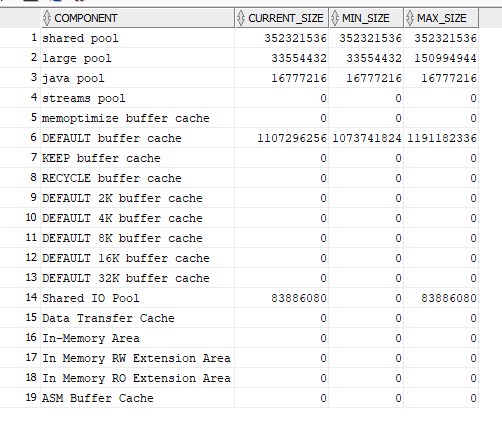 COMPONENT CURRENT_SIZE MIN_SIZE MAX_SIZE
1 shared pool 352321536 352321536 352321536
2 large pool 33554432 33554432 150994944
3 java pool 16777216 16777216 16777216
4 streams pool 0 0 0
5 memoptimize buffer cache 0 0 0
6 DEFAULT buffer cache 1107296256 1073741824 1191182336
7 KEEP buffer cache 0 0 0
8 RECYCLE buffer cache 0 0 0
9 DEFAULT 2K buffer cache 0 0 0
10 DEFAULT 4K buffer cache 0 0 0
11 DEFAULT 8K buffer cache 0 0 0
12 DEFAULT 16K buffer cache 0 0 0
13 DEFAULT 32K buffer cache 0 0 0
14 Shared IO Pool 83886080 0 83886080
15 Data Transfer Cache 0 0 0
16 In-Memory Area 0 0 0
17 In Memory RW Extension Area 0 0 0
18 In Memory RO Extension Area 0 0 0
19 ASM Buffer Cache 0 0 0